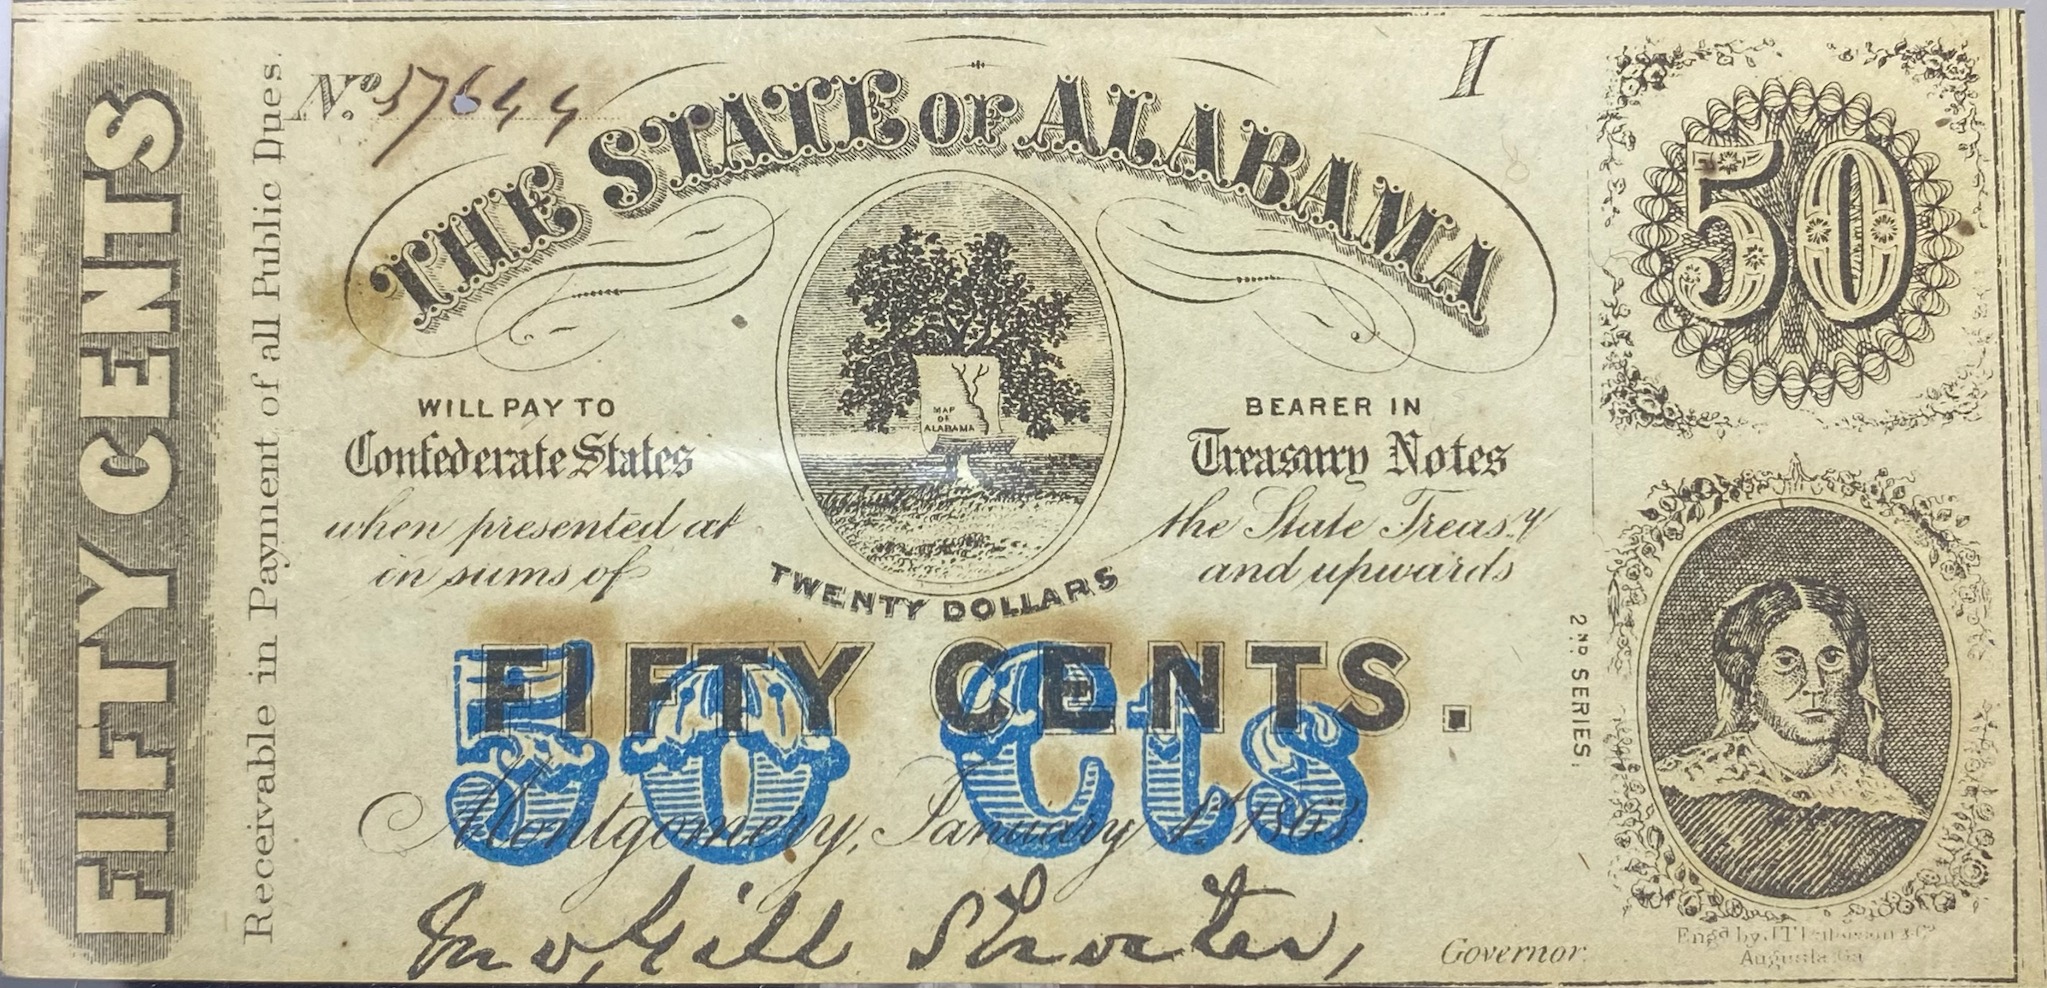 FIFTY CENTS
Receivable in Payment of all Public Dues.
No. 57644
I
THE STATE OF ALABAMA
50
MAP
OF
ALABAMA
WILL PAY TO BEARER IN
Confederate States Treasury Notes
when presented at the State Treas.y
in sums of TWENTY DOLLARS and upwards
FIFTY CENTS.
50 Cts
Montgomery, January 1st 1863.
2ND SERIES.
Jno. Gill Shorter,
Governor.
Engd by J T & Co
Augusta Ga